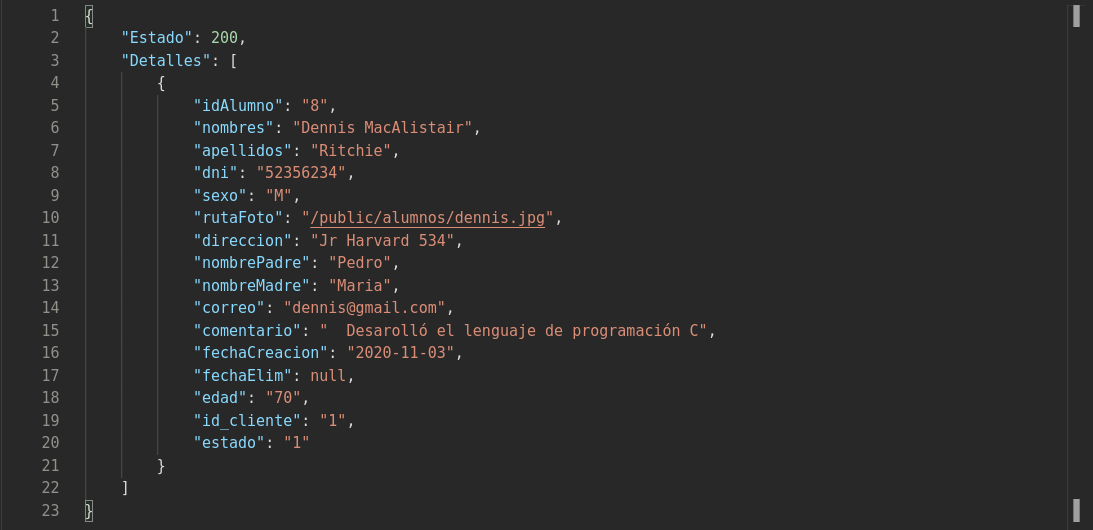 1 {
2 "Estado": 200,
3 "Detalles": [
4 {
5 "idAlumno": "8",
6 "nombres": "Dennis MacAlistair",
7 "apellidos": "Ritchie",
8 "dni": "52356234",
9 "sexo": "M",
10 "rutaFoto": "/public/alumnos/dennis.jpg",
11 "direccion": "Jr Harvard 534",
12 "nombrePadre": "Pedro",
13 "nombreMadre": "Maria",
14 "correo": "dennis@gmail.com",
15 "comentario": "  Desarolló el lenguaje de programación C",
16 "fechaCreacion": "2020-11-03",
17 "fechaElim": null,
18 "edad": "70",
19 "id_cliente": "1",
20 "estado": "1"
21 }
22 ]
23 }